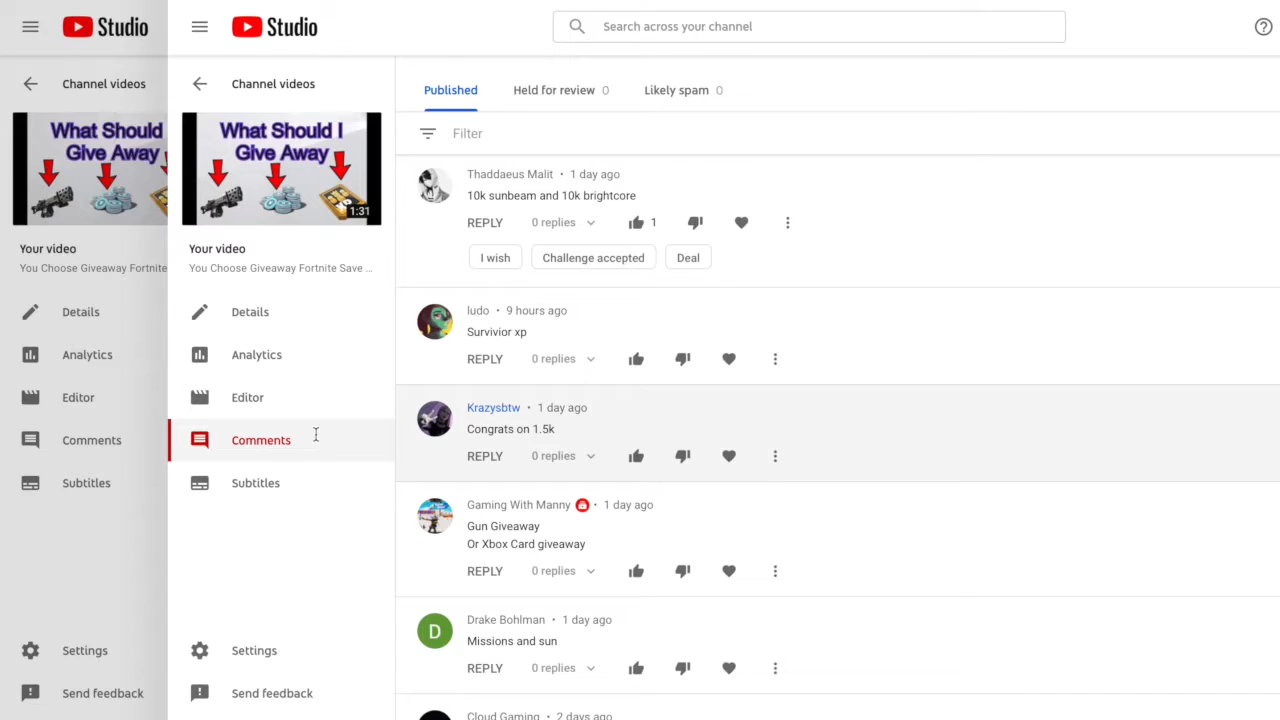 Studio
Channel videos
What Should
Give Away
Your video
You Choose Giveaway Fortnite
Details
Analytics
Editor
Comments
Subtitles
Settings
Send feedback
Studio
Channel videos
What Should I
Give Away
1:31
Your video
You Choose Giveaway Fortnite Save ...
Details
Analytics
Editor
Comments
Subtitles
Settings
Send feedback
Search across your channel
Published
Held for review 0
Likely spam 0
Filter
Thaddaeus Malit • 1 day ago
10k sunbeam and 10k brightcore
REPLY 0 replies 1
I wish Challenge accepted Deal
ludo • 9 hours ago
Survivior xp
REPLY 0 replies
Krazysbtw • 1 day ago
Congrats on 1.5k
REPLY 0 replies
Gaming With Manny • 1 day ago
Gun Giveaway
Or Xbox Card giveaway
REPLY 0 replies
D
Drake Bohlman • 1 day ago
Missions and sun
REPLY 0 replies
Cloud Gaming • 2 days ago